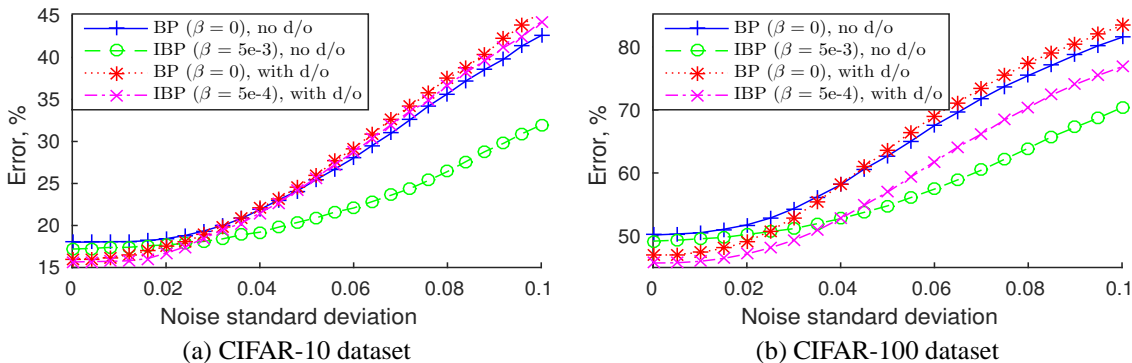 45
40
35
30
25
20
15
Error, %
BP (β = 0), no d/o
IBP (β = 5e-3), no d/o
BP (β = 0), with d/o
IBP (β = 5e-4), with d/o
0 0.02 0.04 0.06 0.08 0.1
Noise standard deviation
(a) CIFAR-10 dataset
80
70
60
50
Error, %
BP (β = 0), no d/o
IBP (β = 5e-3), no d/o
BP (β = 0), with d/o
IBP (β = 5e-4), with d/o
0 0.02 0.04 0.06 0.08 0.1
Noise standard deviation
(b) CIFAR-100 dataset